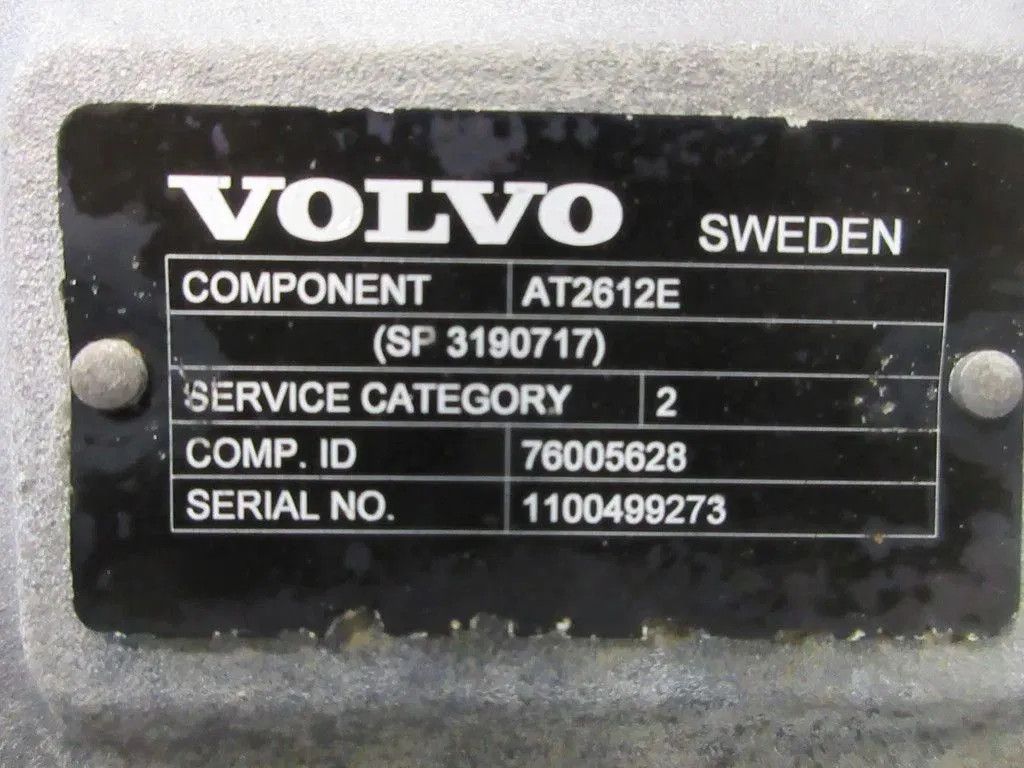 VOLVO SWEDEN
COMPONENT AT2612E
(SP 3190717)
SERVICE CATEGORY 2
COMP. ID 76005628
SERIAL NO. 1100499273